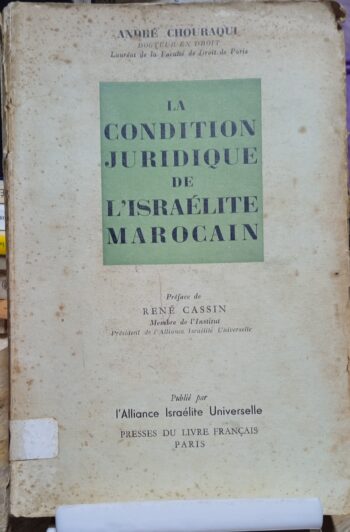 ANDRÉ CHOURAQUI
DOCTEUR EN DROIT
Lauréat de la Faculté de Droit de Paris
LA
CONDITION
JURIDIQUE
DE
L'ISRAÉLITE
MAROCAIN
Préface de
RENÉ CASSIN
Membre de l'Institut
Président de l'Alliance Israélite Universelle
Publié par
l'Alliance Israélite Universelle
PRESSES DU LIVRE FRANÇAIS
PARIS